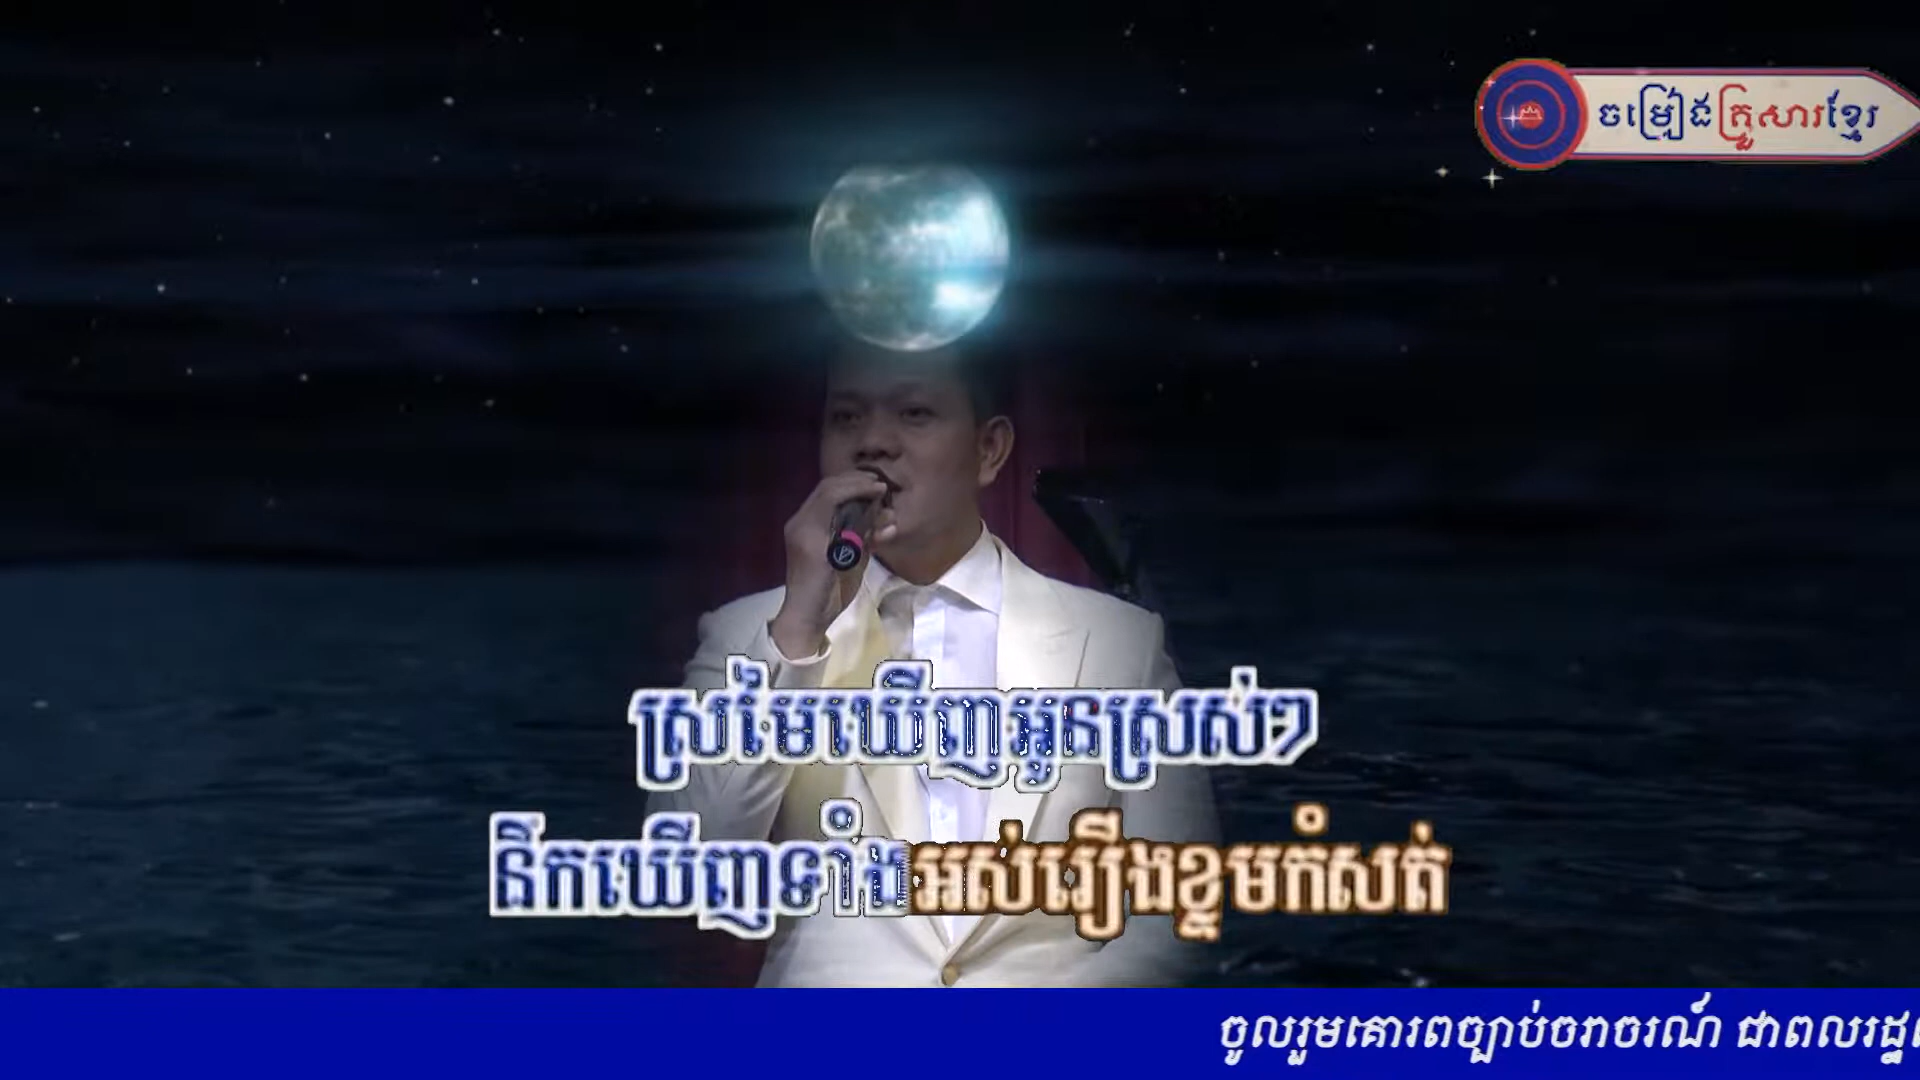 ចម្រៀងគ្រួសារខ្មែរ
ស្រមៃឃើញអូនស្រស់ៗ
នឹកឃើញទាំងអស់រឿងខ្លួមកំសត់
ចូលរួមគោរពច្បាប់ចរាចរណ៍ ជាពលរដ្ឋ